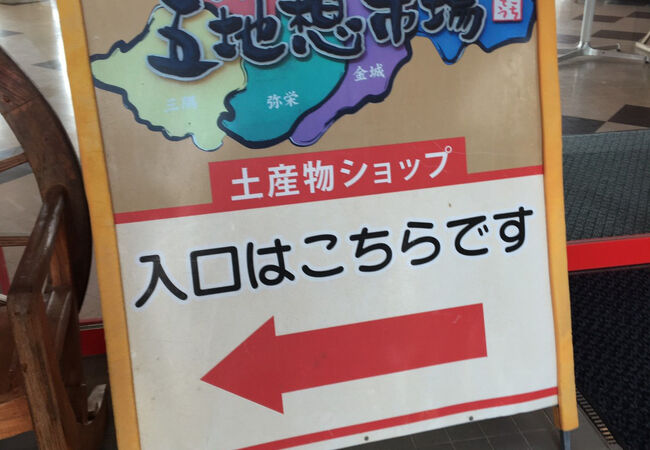 五地想市場
三隅
弥栄
金城
土産物ショップ
入口はこちらです